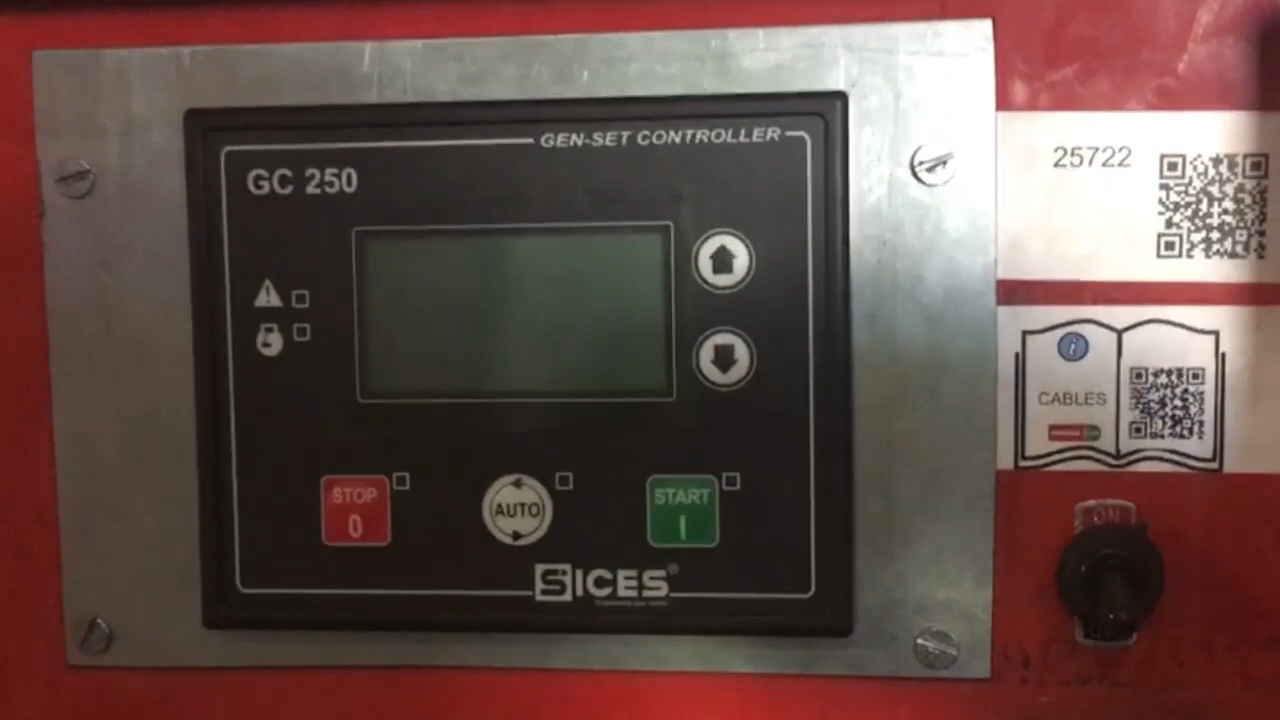 GEN-SET CONTROLLER
GC 250
25722
i
CABLES
STOP
0
AUTO
START
I
ON
SICES®